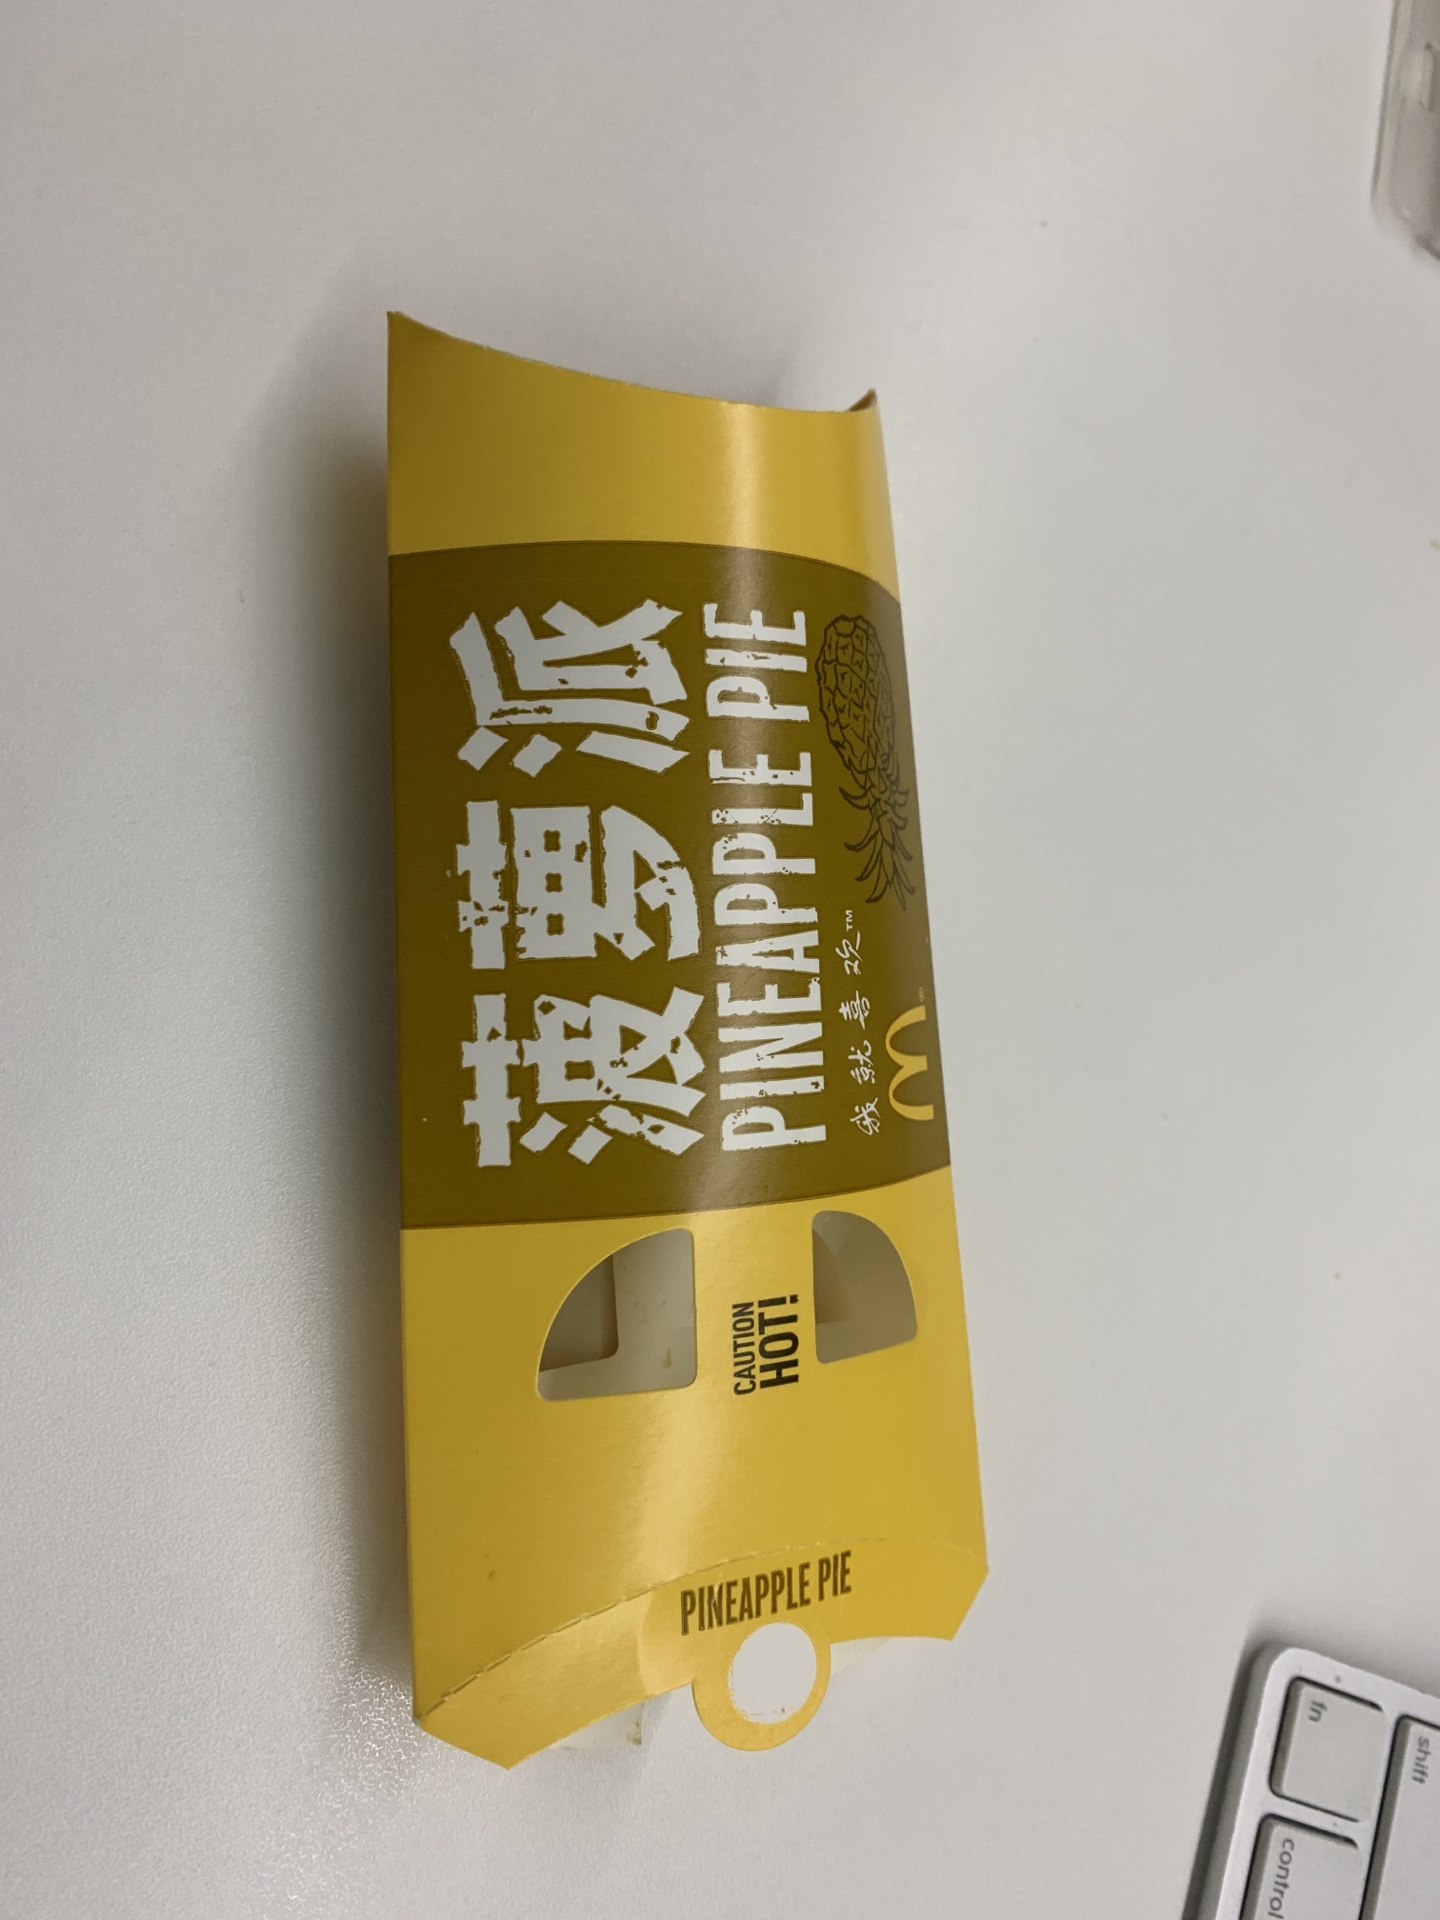 菠萝派
PINEAPPLE PIE
我就喜欢™
CAUTION
HOT!
PINEAPPLE PIE
fn
shift
control